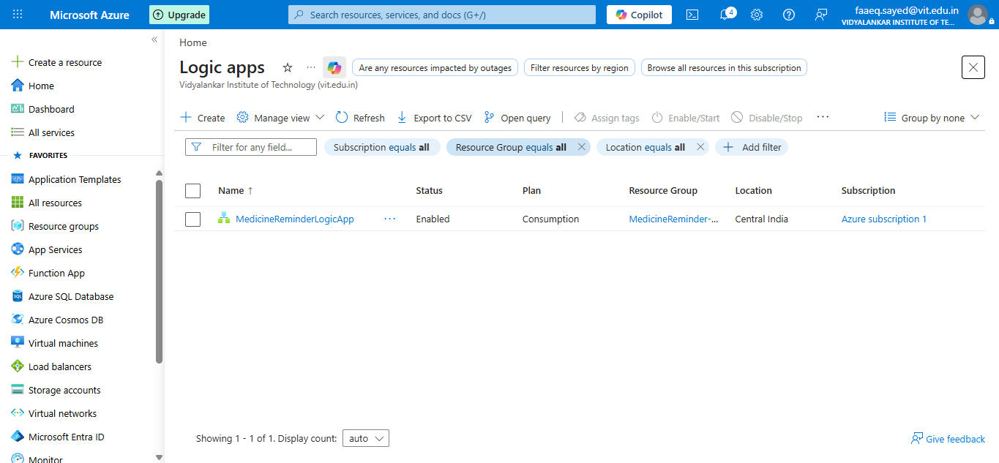 Microsoft Azure
Upgrade
Search resources, services, and docs (G+/)
Copilot
4
faaeq.sayed@vit.edu.in
VIDYALANKAR INSTITUTE OF TE...
Create a resource
Home
Dashboard
All services
FAVORITES
Application Templates
All resources
Resource groups
App Services
Function App
SQL
Azure SQL Database
Azure Cosmos DB
Virtual machines
Load balancers
Storage accounts
Virtual networks
Microsoft Entra ID
Monitor
Home
Logic apps
Are any resources impacted by outages
Filter resources by region
Browse all resources in this subscription
Vidyalankar Institute of Technology (vit.edu.in)
Create
Manage view
Refresh
Export to CSV
Open query
Assign tags
Enable/Start
Disable/Stop
Group by none
Filter for any field...
Subscription equals all
Resource Group equals all
Location equals all
Add filter
Name ↑ Status Plan Resource Group Location Subscription
MedicineReminderLogicApp ... Enabled Consumption MedicineReminder-... Central India Azure subscription 1
Showing 1 - 1 of 1. Display count: auto
Give feedback